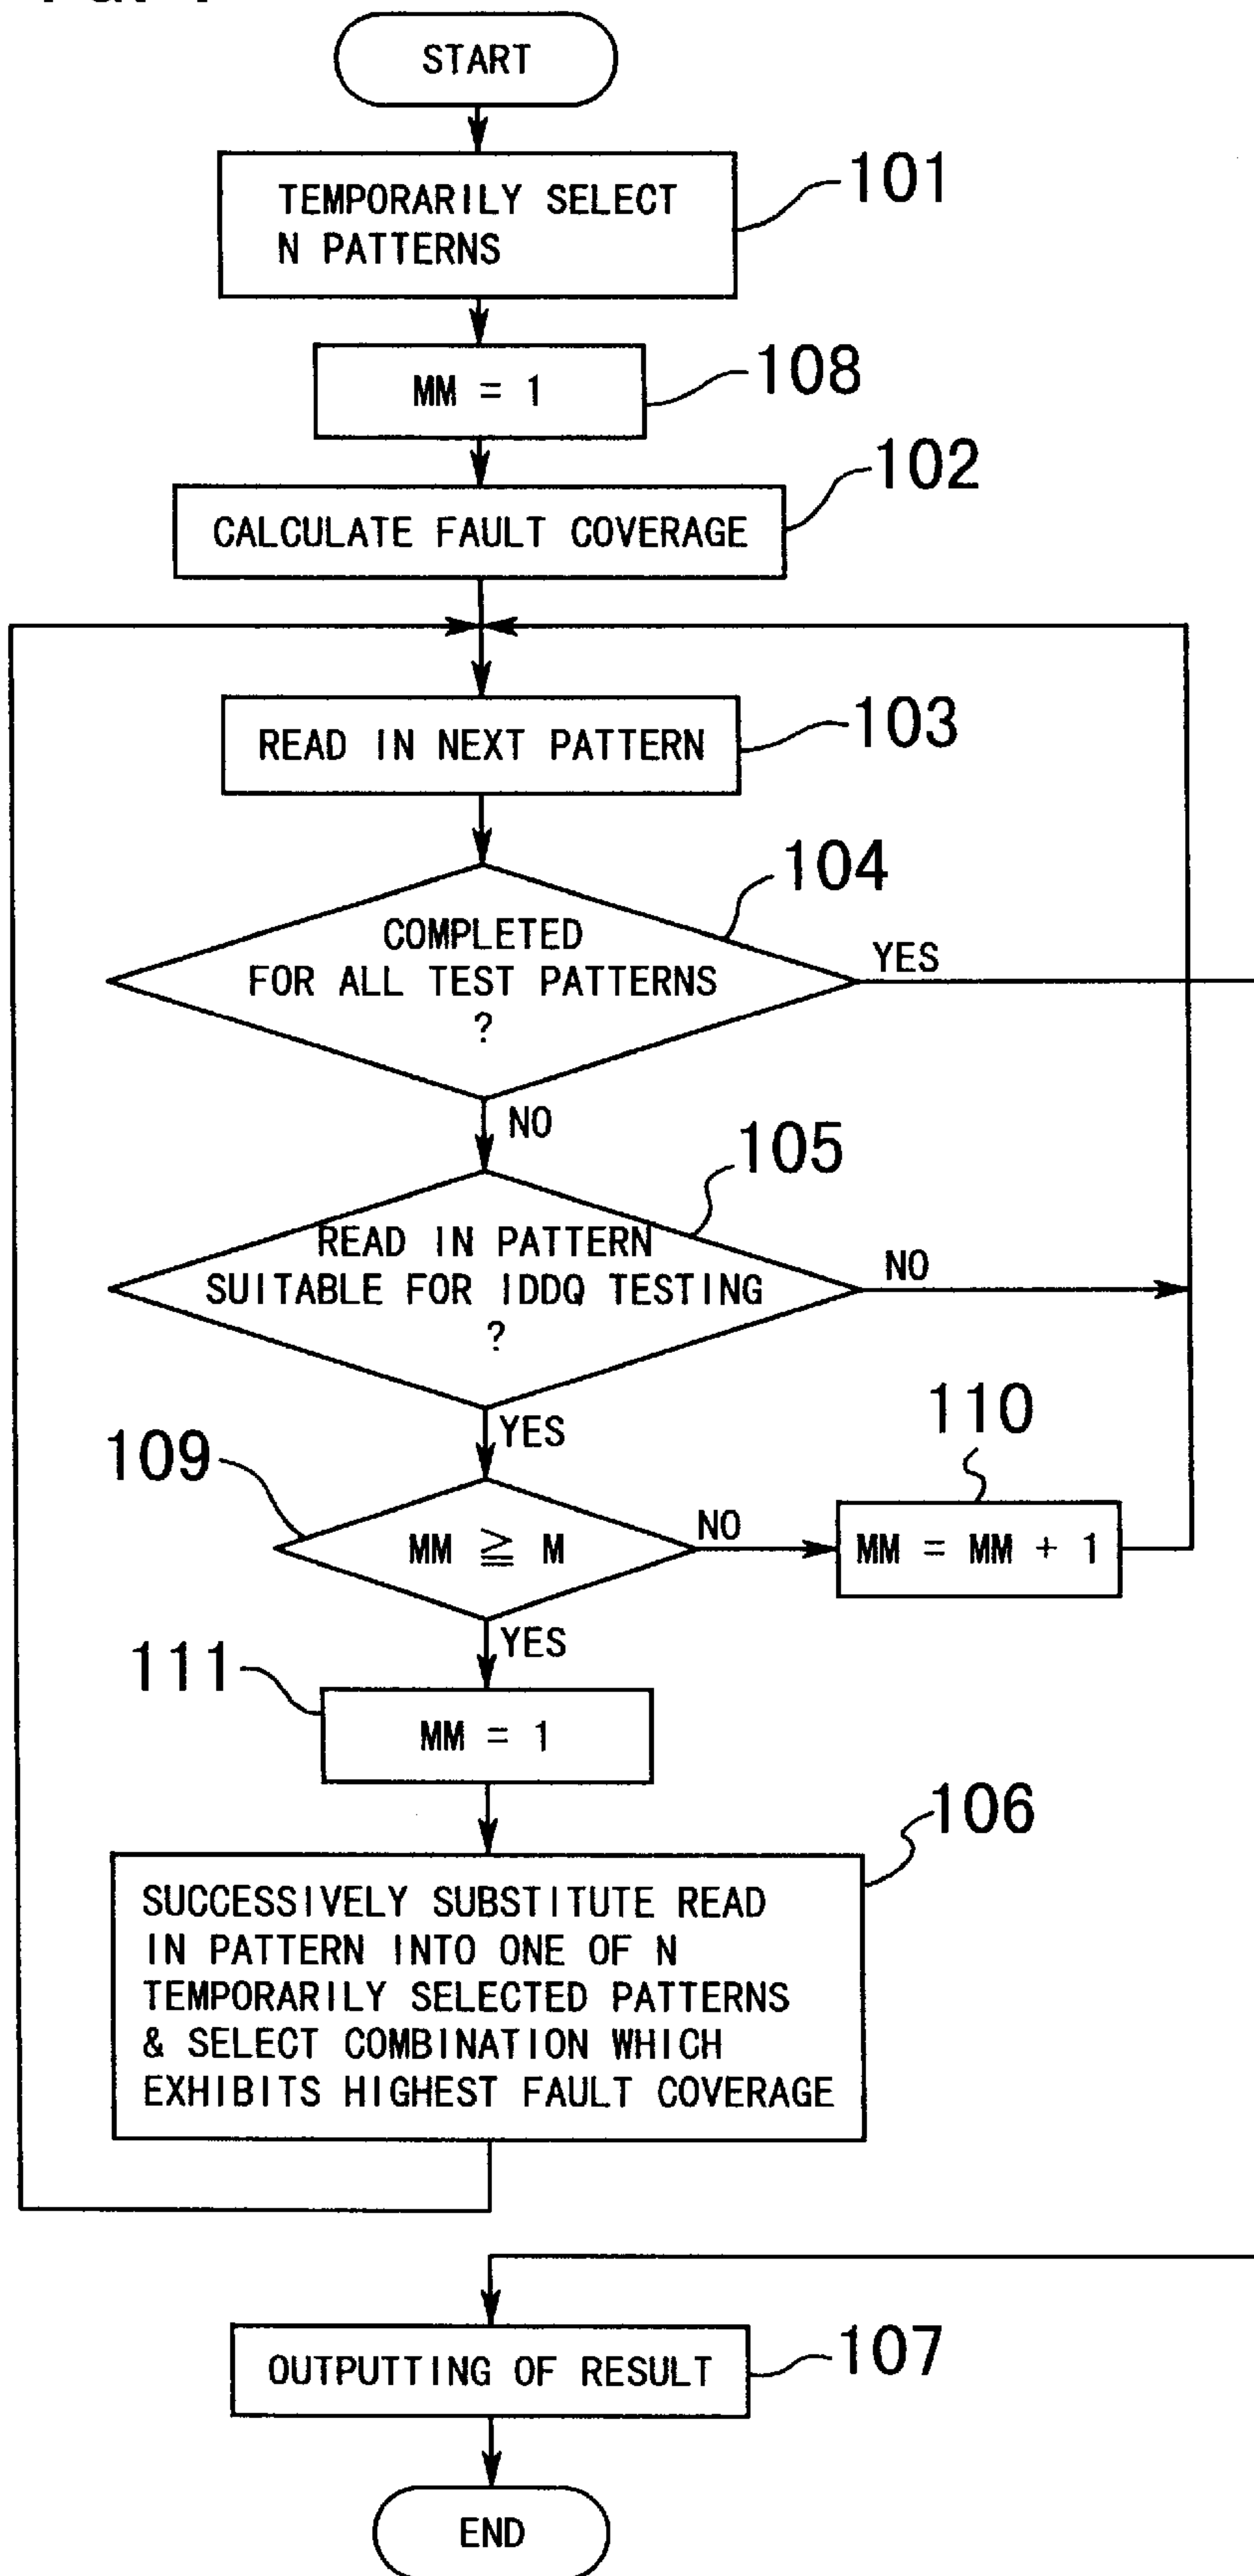 START
TEMPORARILY SELECT
N PATTERNS
101
MM = 1
108
CALCULATE FAULT COVERAGE
102
READ IN NEXT PATTERN
103
104
COMPLETED
FOR ALL TEST PATTERNS
?
YES
NO
105
READ IN PATTERN
SUITABLE FOR IDDQ TESTING
?
NO
YES
109
MM ≧ M
NO
110
MM = MM + 1
YES
111
MM = 1
106
SUCCESSIVELY SUBSTITUTE READ
IN PATTERN INTO ONE OF N
TEMPORARILY SELECTED PATTERNS
& SELECT COMBINATION WHICH
EXHIBITS HIGHEST FAULT COVERAGE
OUTPUTTING OF RESULT
107
END